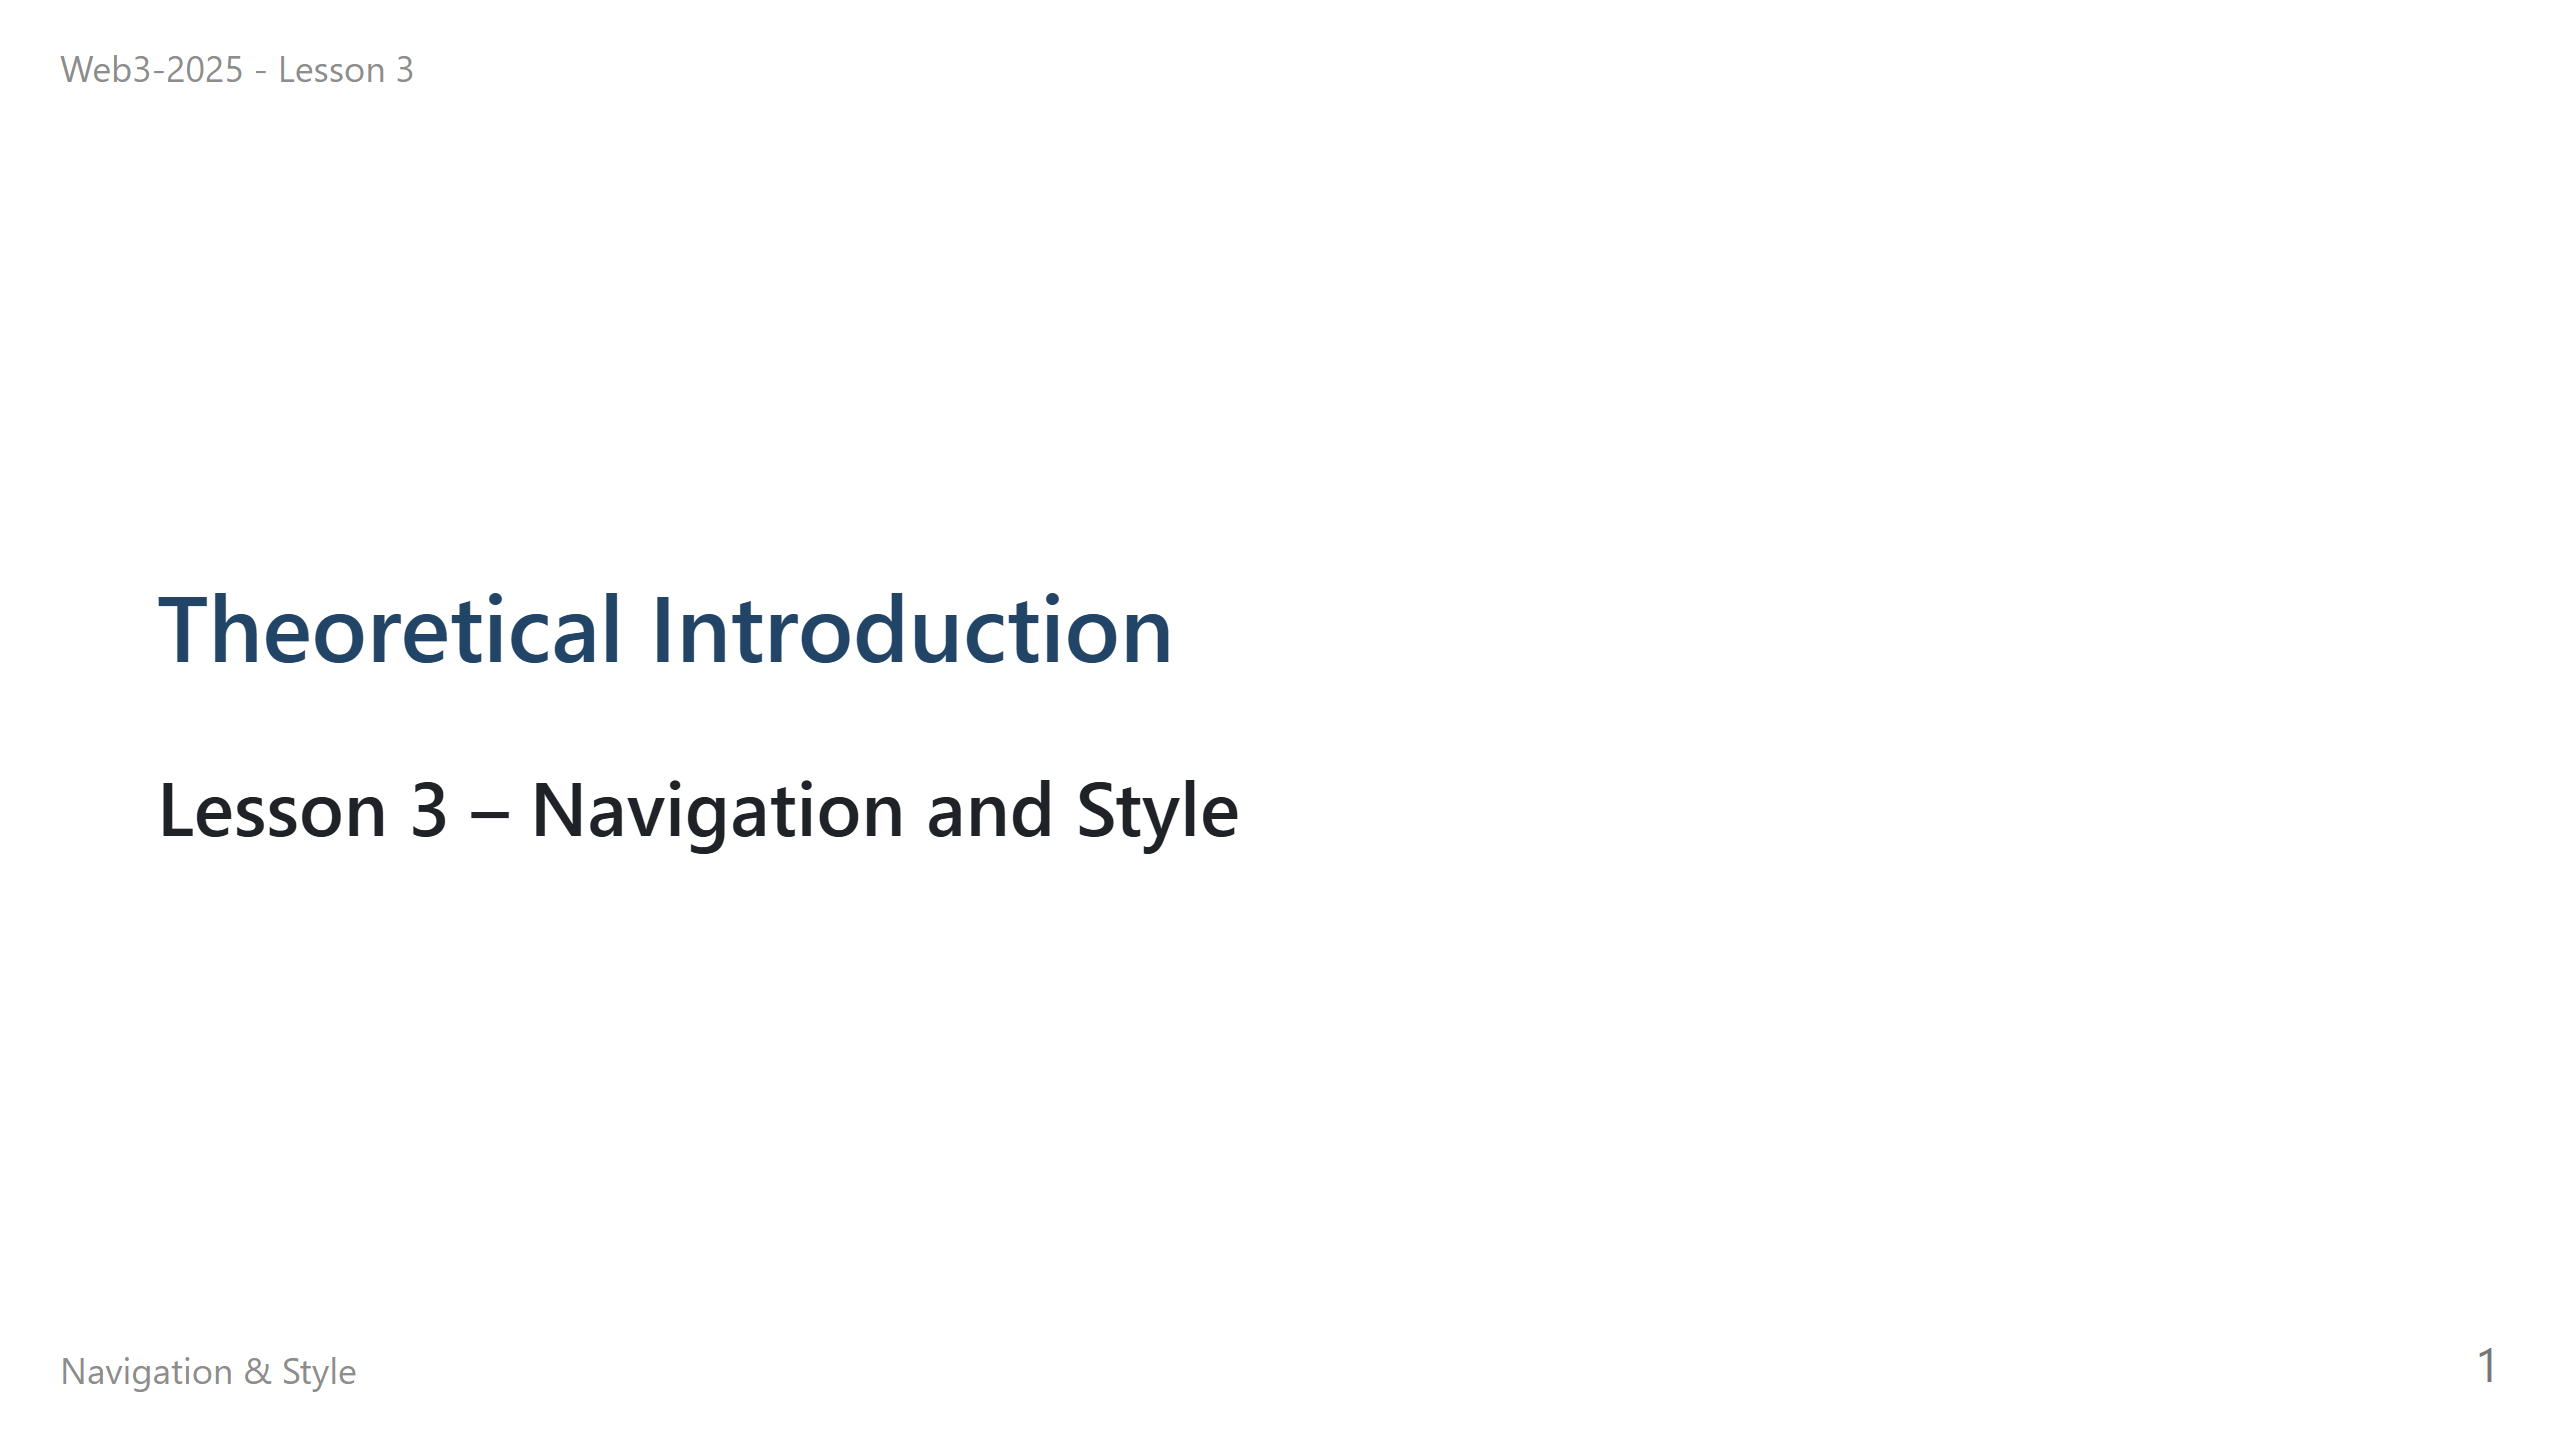 Web3-2025 - Lesson 3
Theoretical Introduction
Lesson 3 – Navigation and Style
Navigation & Style
1